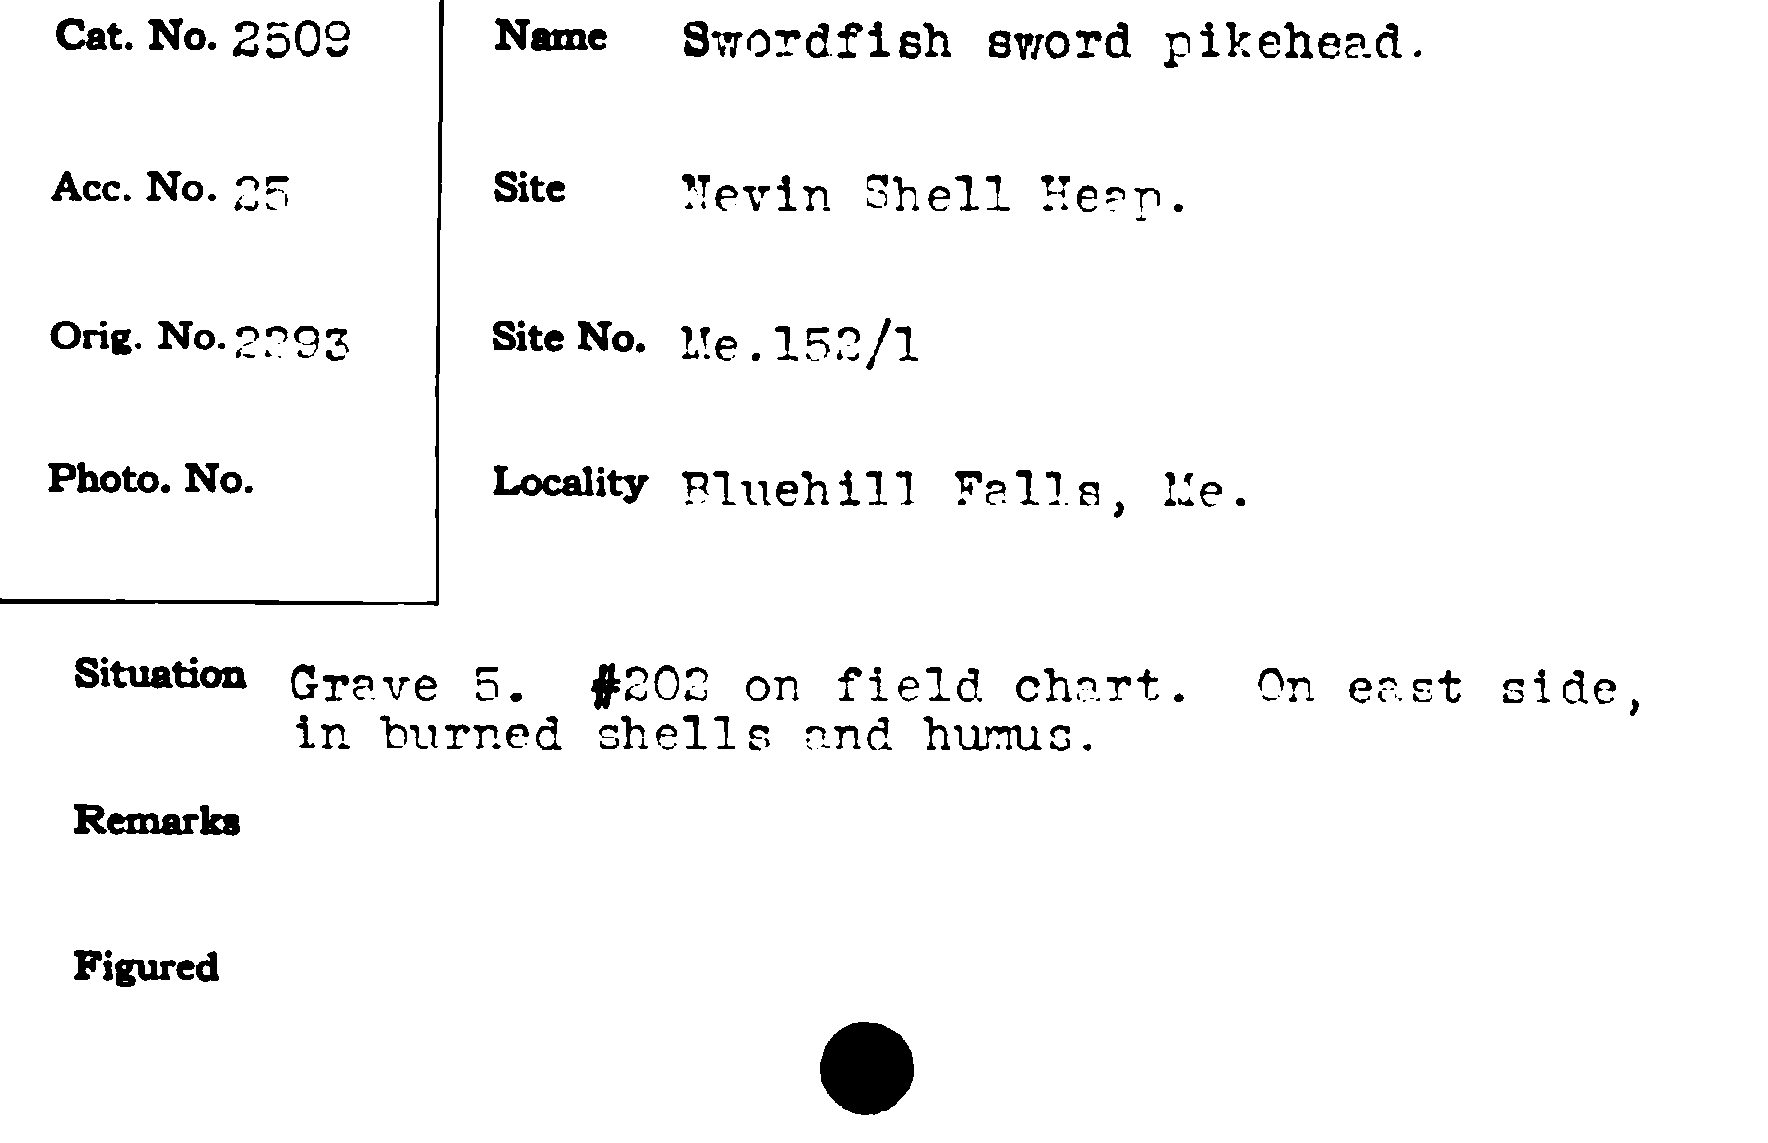 Cat. No. 2509
Name Swordfish sword pikehead.
Acc. No. 25
Site Nevin Shell Heap.
Orig. No. 2293
Site No. Me.152/1
Photo. No.
Locality Bluehill Falls, Me.
Situation Grave 5. #202 on field chart. On east side,
in burned shells and humus.
Remarks
Figured